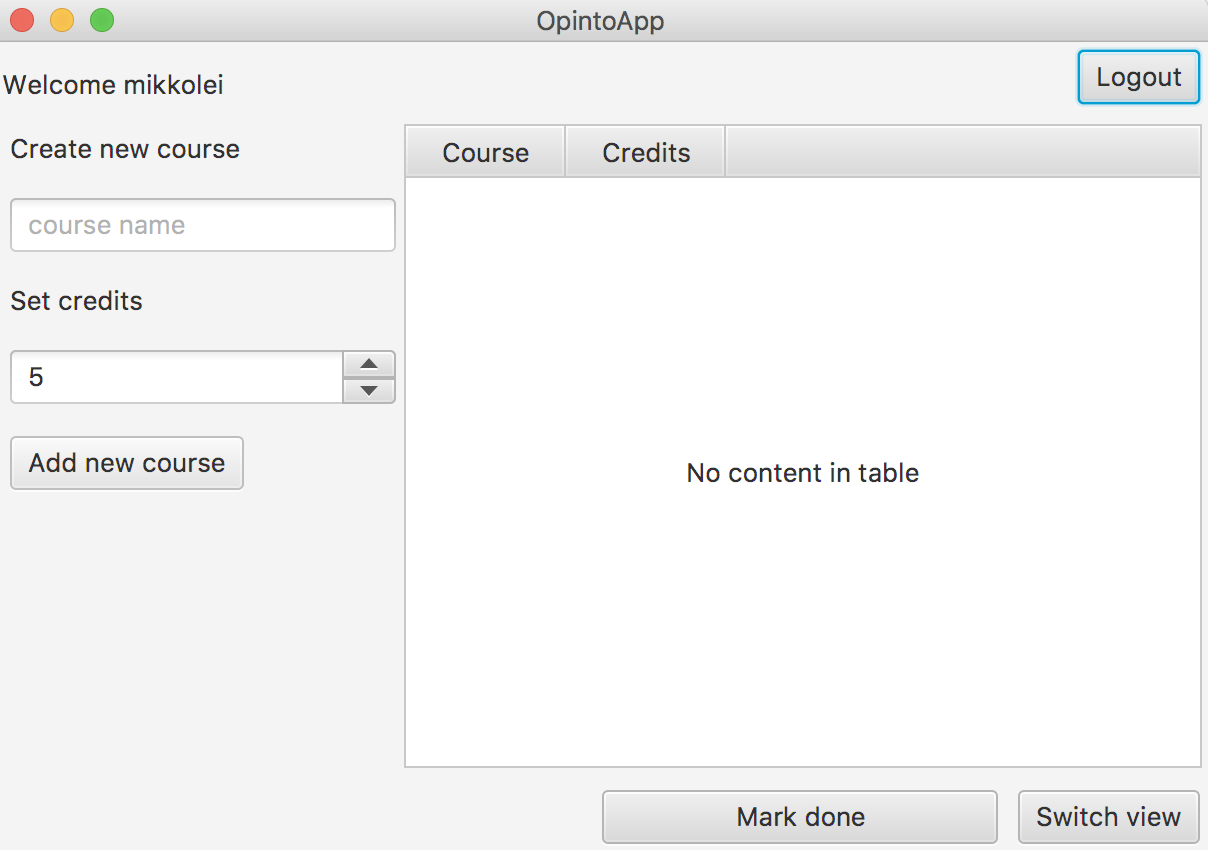 OpintoApp
Welcome mikkolei
Logout
Create new course
course name
Set credits
5
Add new course
Course Credits
No content in table
Mark done
Switch view